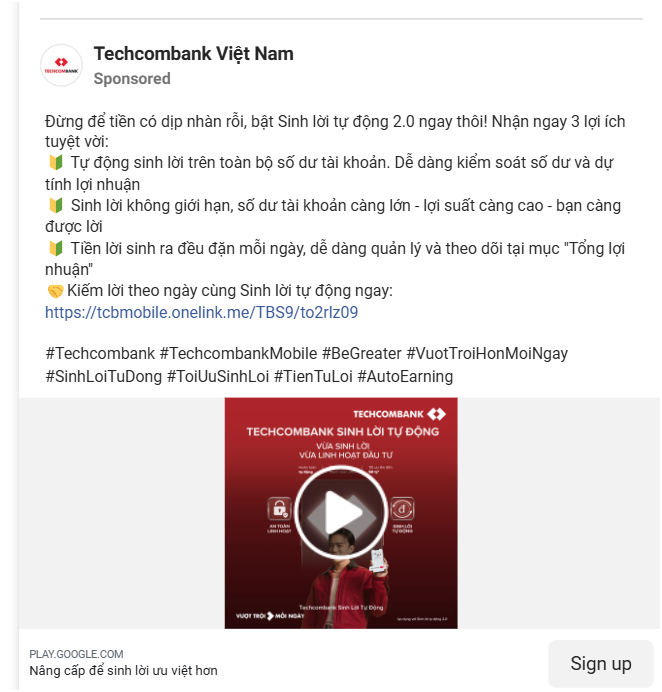 Techcombank Việt Nam
TECHCOMBANK
Sponsored
Đừng để tiền có dịp nhàn rỗi, bật Sinh lời tự động 2.0 ngay thôi! Nhận ngay 3 lợi ích
tuyệt vời:
🔰 Tự động sinh lời trên toàn bộ số dư tài khoản. Dễ dàng kiểm soát số dư và dự
tính lợi nhuận
🔰 Sinh lời không giới hạn, số dư tài khoản càng lớn - lợi suất càng cao - bạn càng
được lời
🔰 Tiền lời sinh ra đều đặn mỗi ngày, dễ dàng quản lý và theo dõi tại mục "Tổng lợi
nhuận"
🤝 Kiếm lời theo ngày cùng Sinh lời tự động ngay:
https://tcbmobile.onelink.me/TBS9/to2rlz09
#Techcombank #TechcombankMobile #BeGreater #VuotTroiHonMoiNgay
#SinhLoiTuDong #ToiUuSinhLoi #TienTuLoi #AutoEarning
TECHCOMBANK
TECHCOMBANK SINH LỜI TỰ ĐỘNG
VỪA SINH LỜI
VỪA LINH HOẠT ĐẦU TƯ
AN TOÀN
LINH HOẠT
SINH LỜI
TỰ ĐỘNG
Techcombank Sinh Lời Tự Động
VƯỢT TRỘI MỖI NGÀY
PLAY.GOOGLE.COM
Nâng cấp để sinh lời ưu việt hơn
Sign up